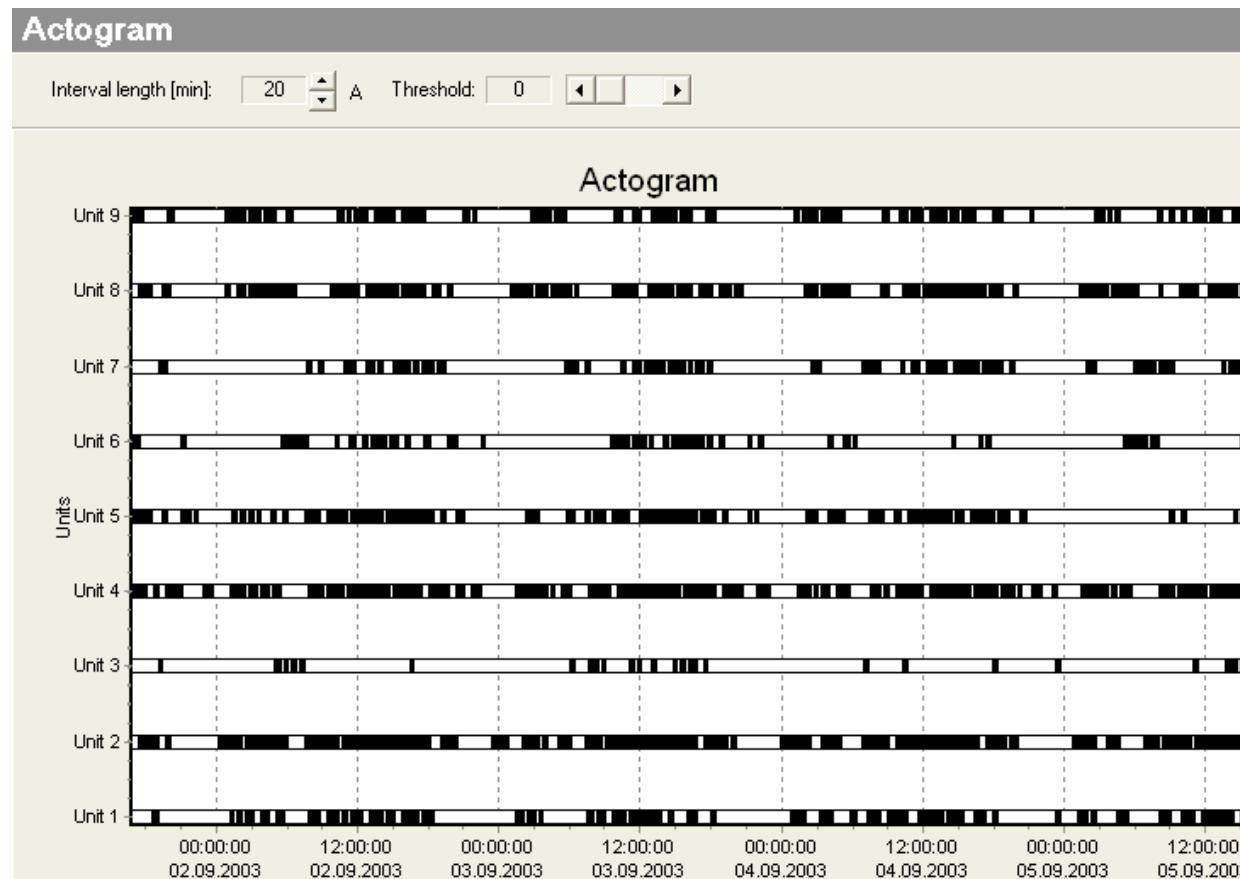 Actogram
Interval length [min]: 20 A Threshold: 0
Actogram
Unit 9
Unit 8
Unit 7
Unit 6
Units
Unit 5
Unit 4
Unit 3
Unit 2
Unit 1
00:00:00 12:00:00 00:00:00 12:00:00 00:00:00 12:00:00 00:00:00 12:00:00
02.09.2003 02.09.2003 03.09.2003 03.09.2003 04.09.2003 04.09.2003 05.09.2003 05.09.200